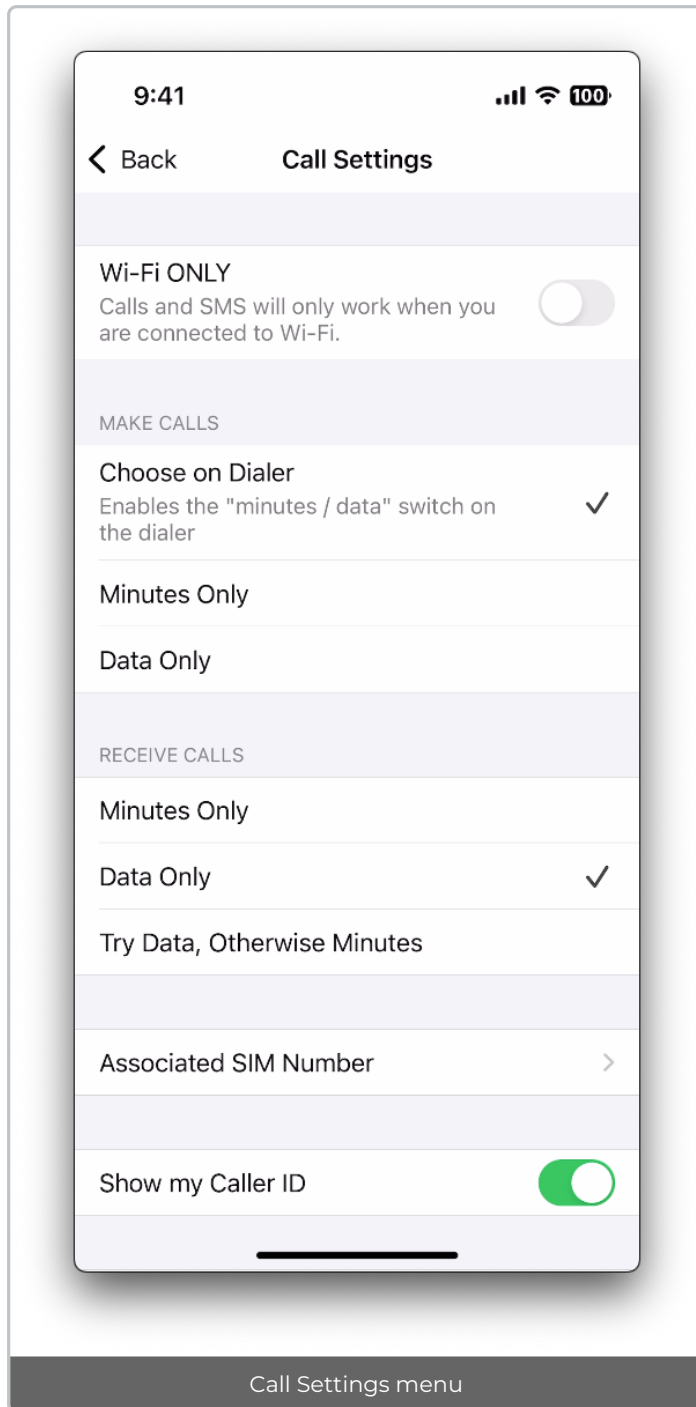 9:41
100
Back
Call Settings
Wi-Fi ONLY
Calls and SMS will only work when you
are connected to Wi-Fi.
MAKE CALLS
Choose on Dialer
Enables the "minutes / data" switch on
the dialer
Minutes Only
Data Only
RECEIVE CALLS
Minutes Only
Data Only
Try Data, Otherwise Minutes
Associated SIM Number
Show my Caller ID
Call Settings menu